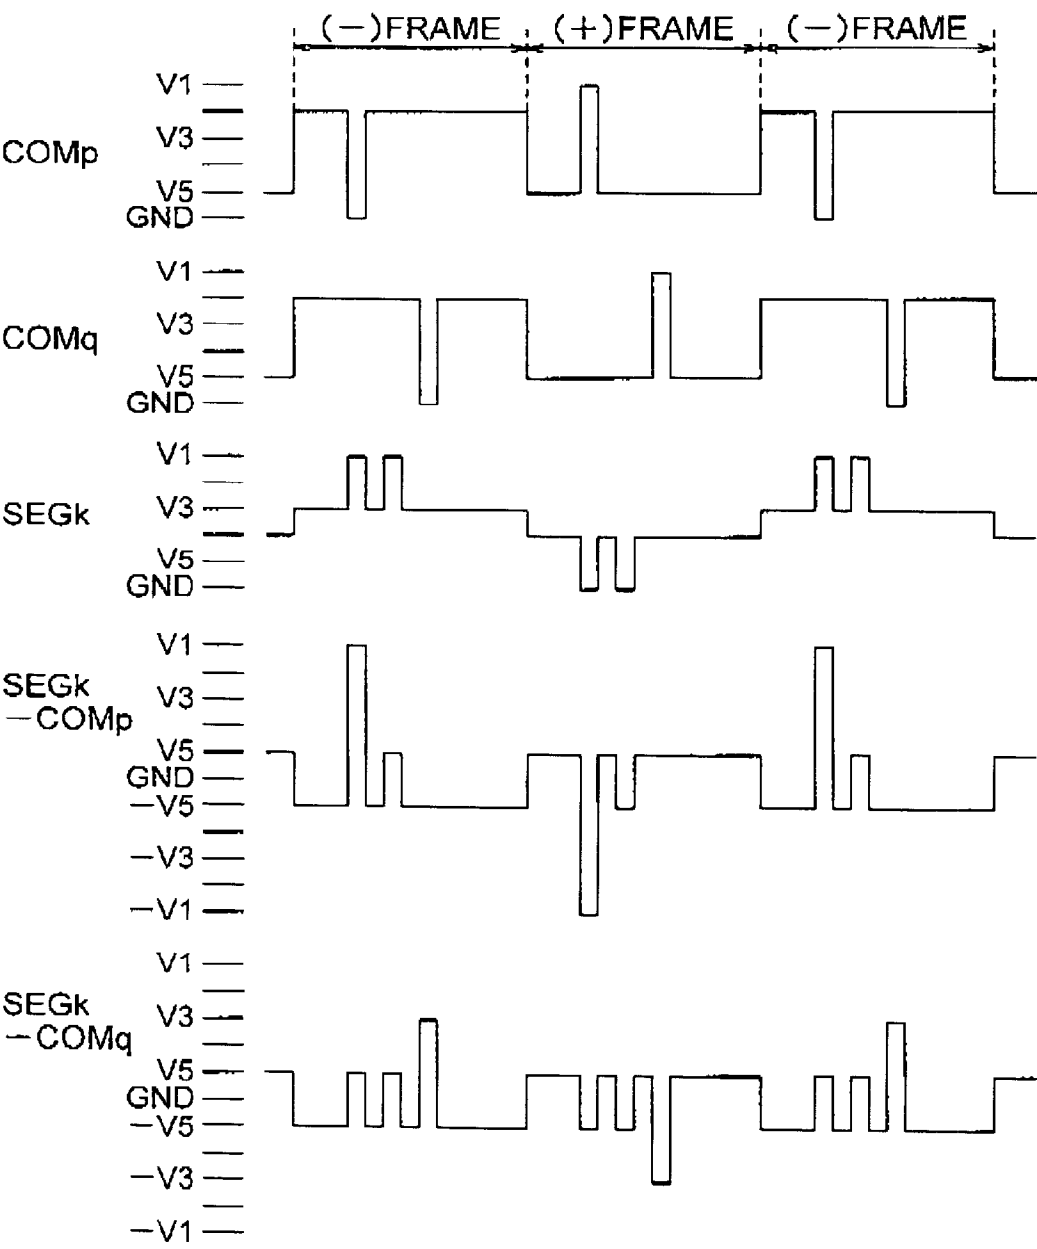 (−)FRAME (+)FRAME (−)FRAME
COMp
V1
V3
V5
GND
COMq
V1
V3
V5
GND
SEGk
V1
V3
V5
GND
SEGk
−COMp
V1
V3
V5
GND
−V5
−V3
−V1
SEGk
−COMq
V1
V3
V5
GND
−V5
−V3
−V1